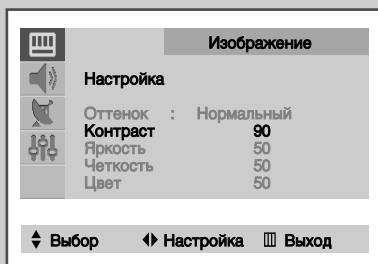 Изображение
Настройка
Оттенок : Нормальный
Контраст 90
Яркость 50
Четкость 50
Цвет 50
Выбор Настройка Выход